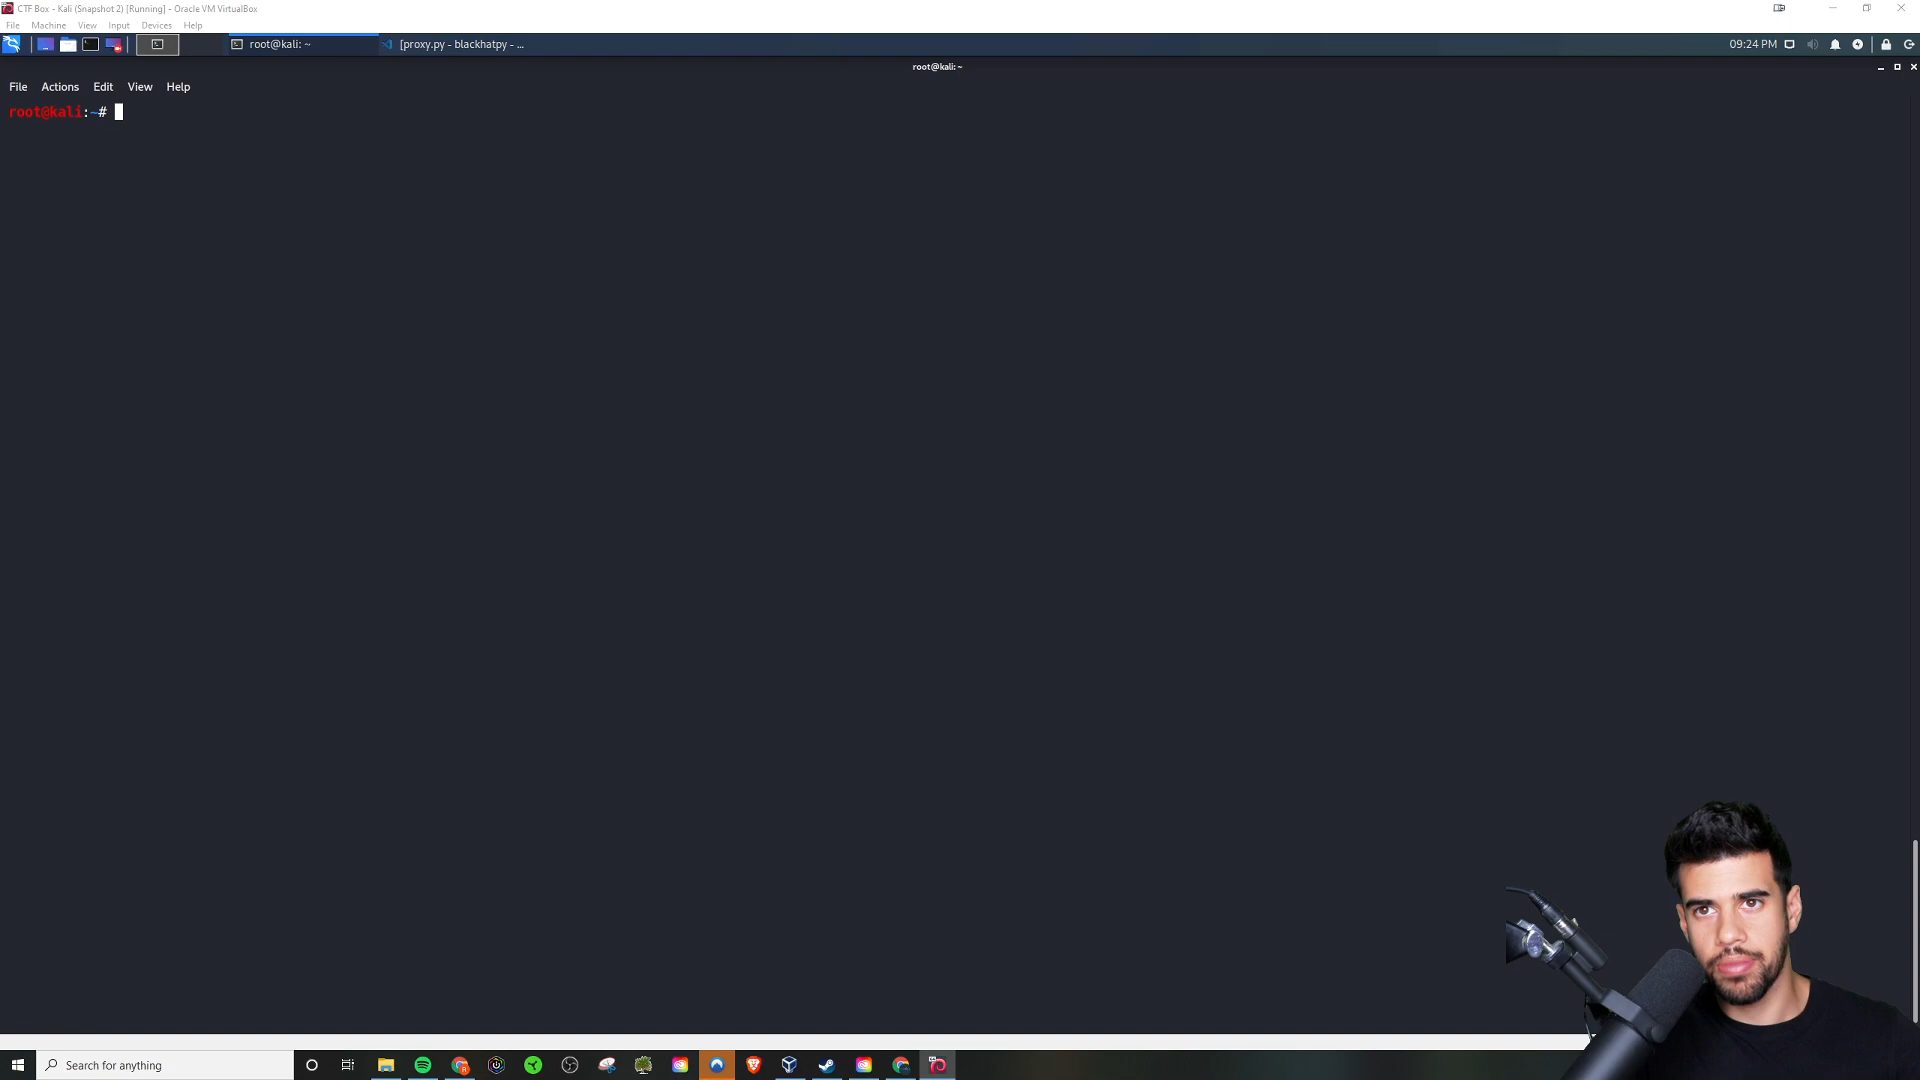 CTF Box - Kali (Snapshot 2) [Running] - Oracle VM VirtualBox
File Machine View Input Devices Help
root@kali: ~
[proxy.py - blackhatpy - ...
09:24 PM
root@kali: ~
File Actions Edit View Help
root@kali:~#
Search for anything